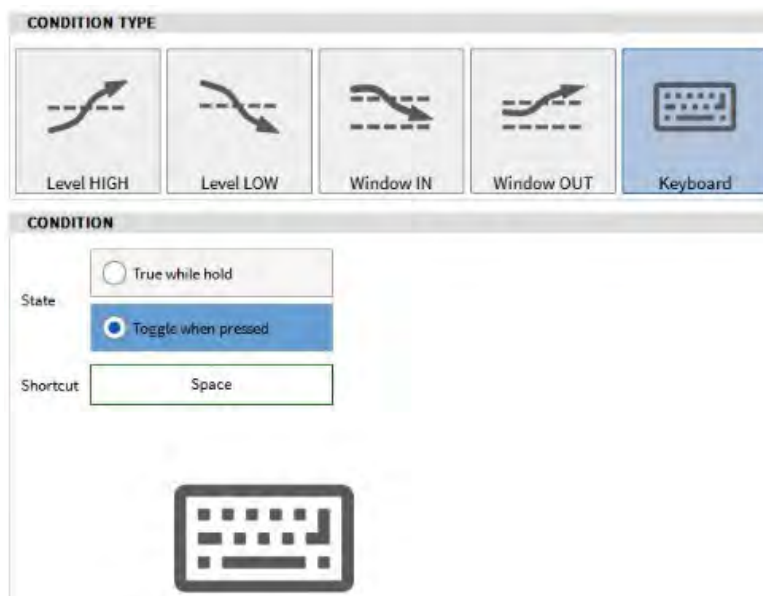 CONDITION TYPE
Level HIGH
Level LOW
Window IN
Window OUT
Keyboard
CONDITION
State
True while hold
Toggle when pressed
Shortcut
Space